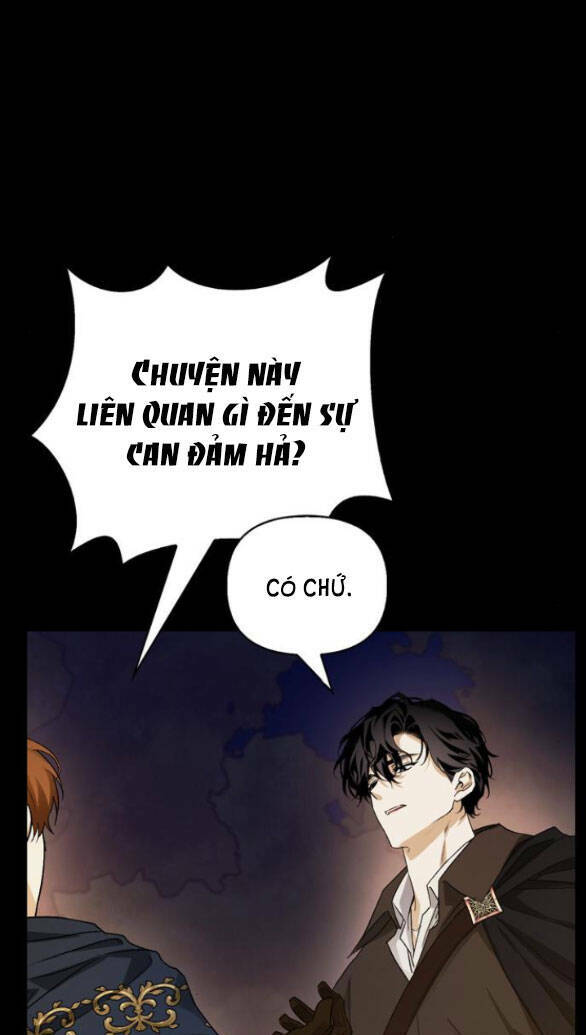 CHUYỆN NÀY
LIÊN QUAN GÌ ĐẾN SỰ
CAN ĐẢM HẢ?
CÓ CHỨ.